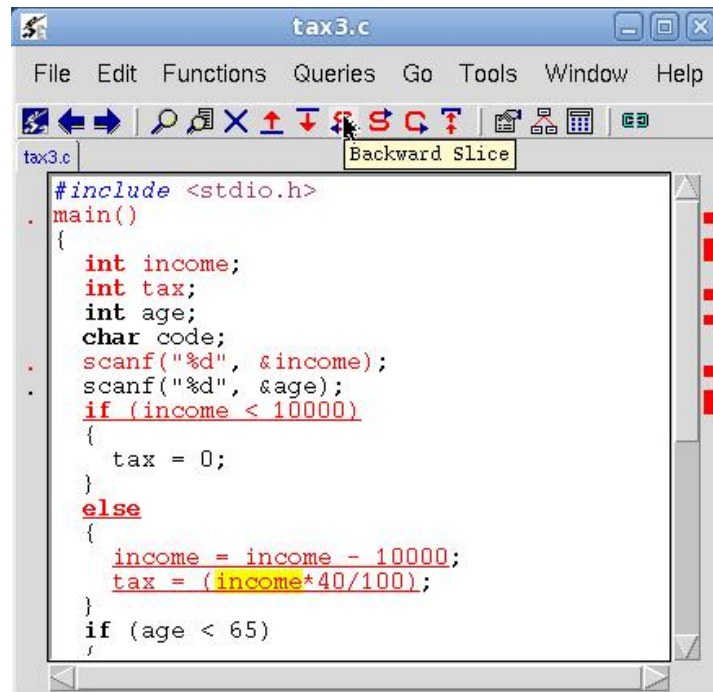 tax3.c
File Edit Functions Queries Go Tools Window Help
Backward Slice
tax3.c
#include <stdio.h>
main()
{
int income;
int tax;
int age;
char code;
scanf("%d", &income);
scanf("%d", &age);
if (income < 10000)
{
tax = 0;
}
else
{
income = income - 10000;
tax = (income*40/100);
}
if (age < 65)
{